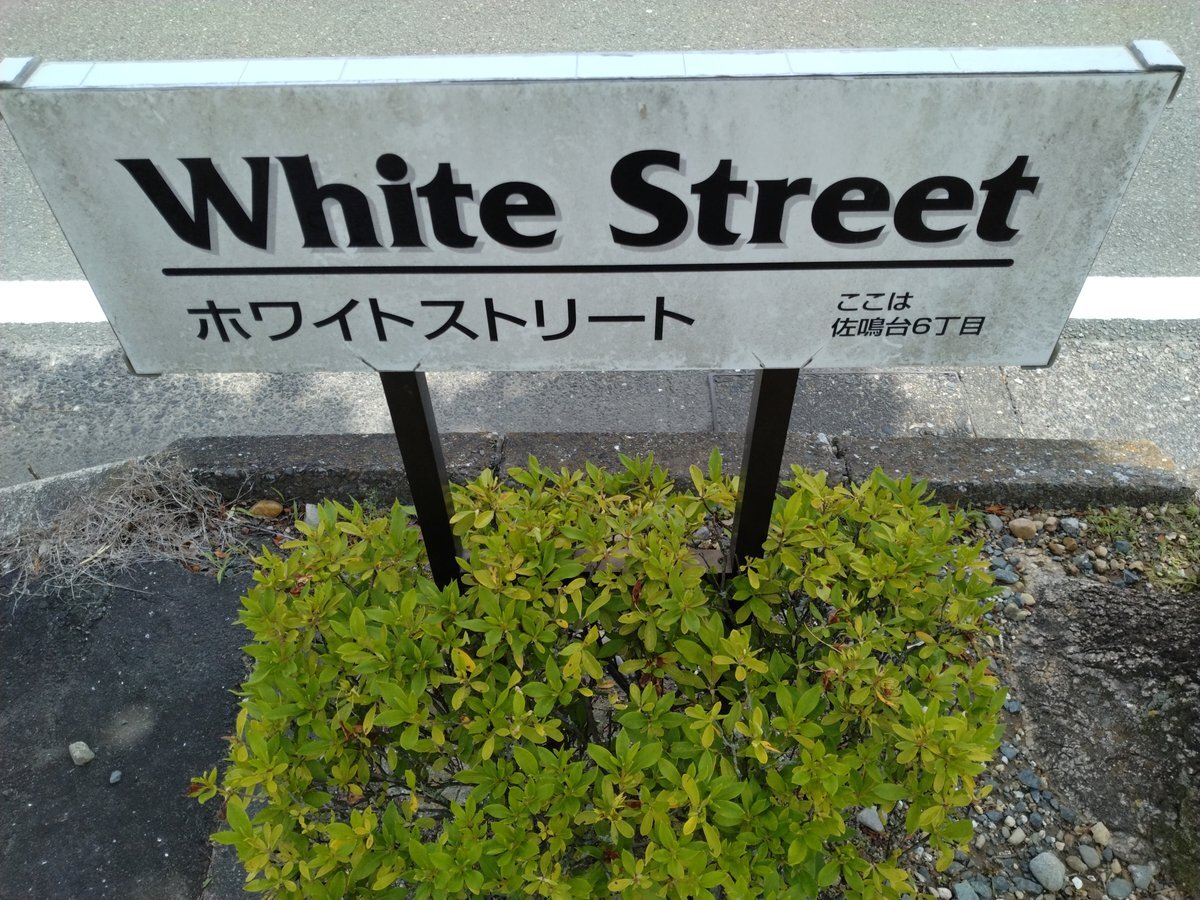 White Street
ホワイトストリート
ここは
佐鳴台6丁目